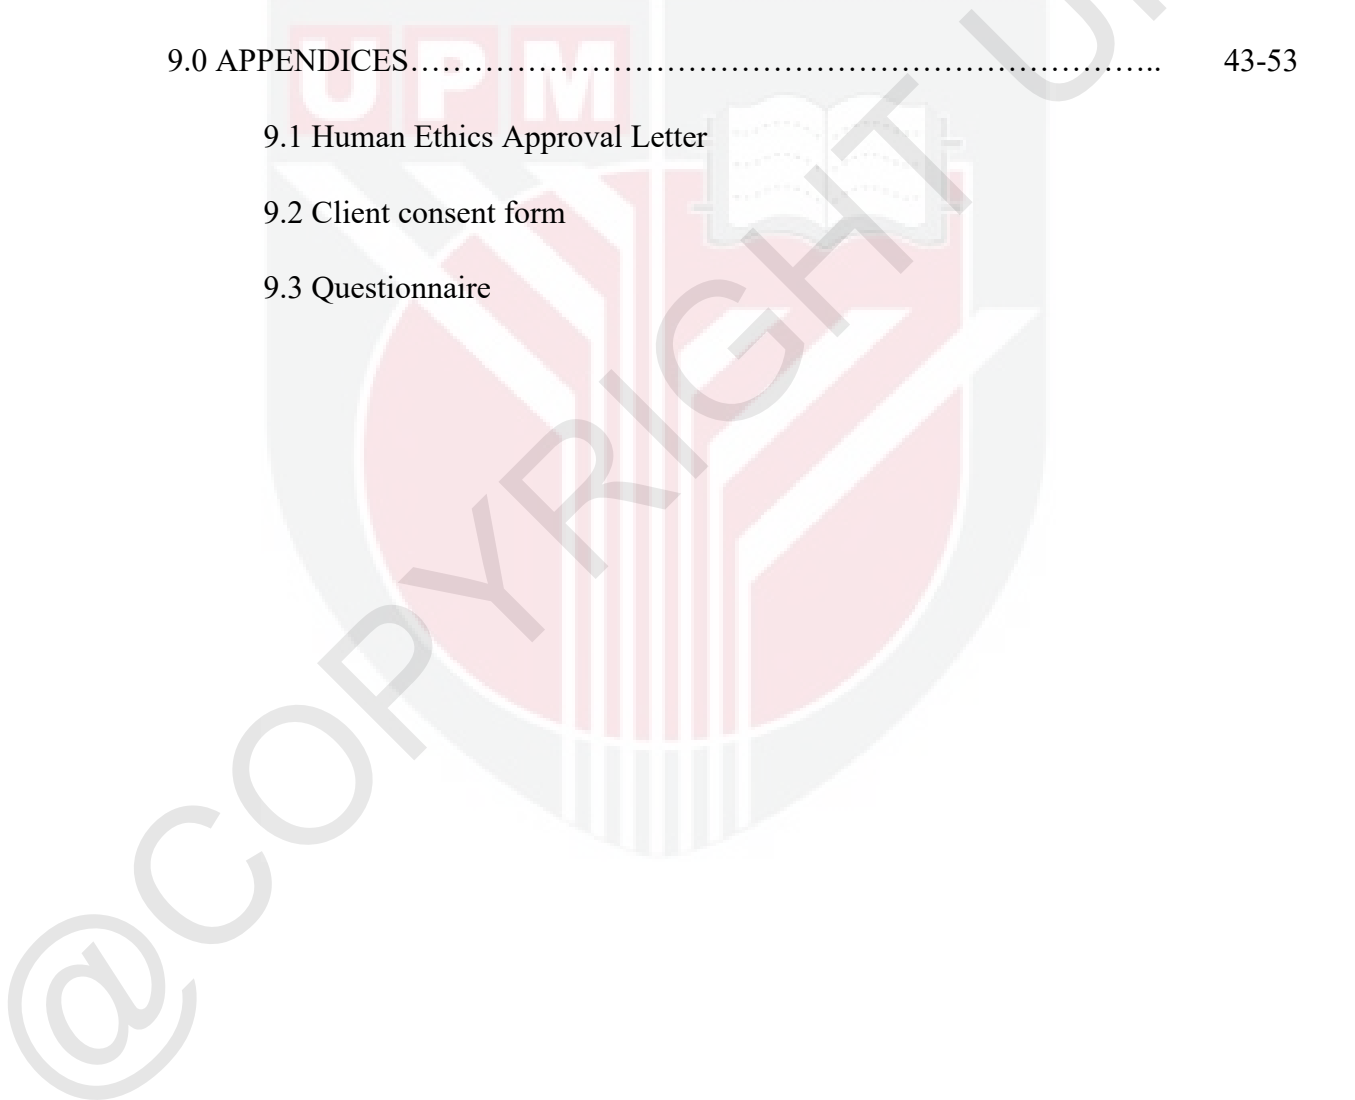 UPM
9.0 APPENDICES…………………………………………………………….. 43-53
9.1 Human Ethics Approval Letter
9.2 Client consent form
9.3 Questionnaire
@COPYRIGHT U